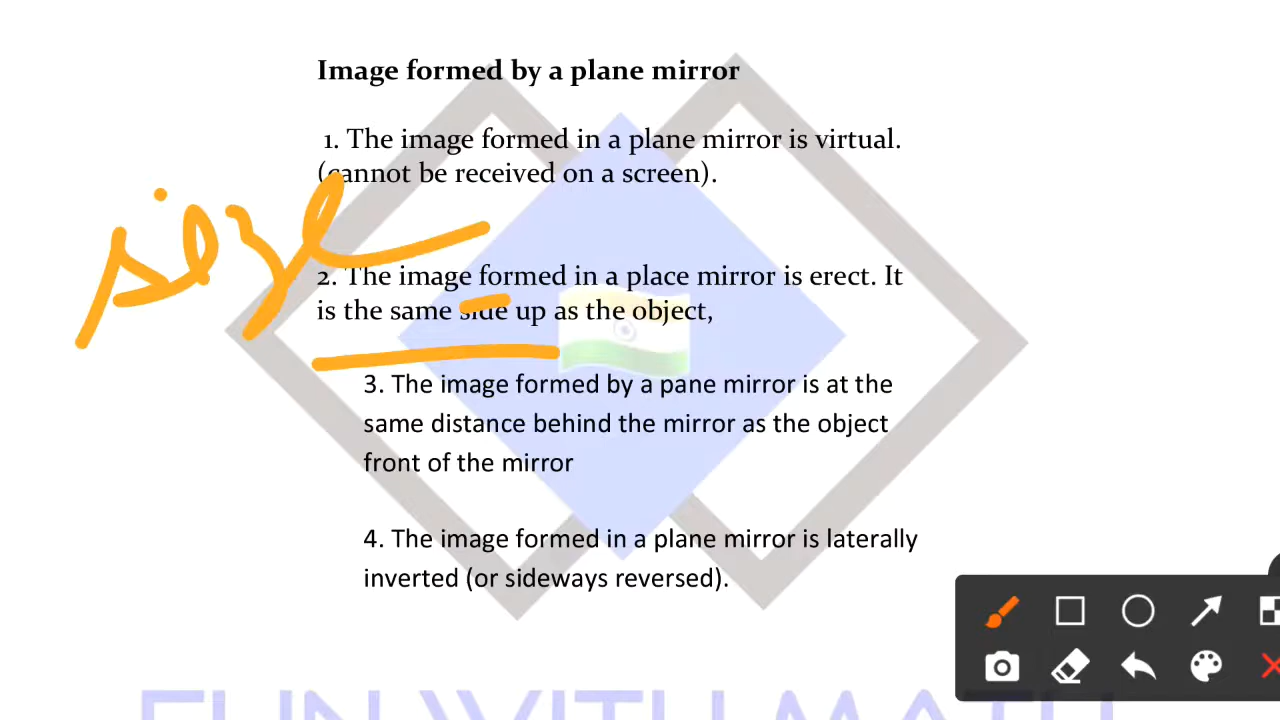 Image formed by a plane mirror
1. The image formed in a plane mirror is virtual.
(cannot be received on a screen).
size
2. The image formed in a place mirror is erect. It
is the same side up as the object,
3. The image formed by a pane mirror is at the
same distance behind the mirror as the object
front of the mirror
4. The image formed in a plane mirror is laterally
inverted (or sideways reversed).
FUN WITH MATH